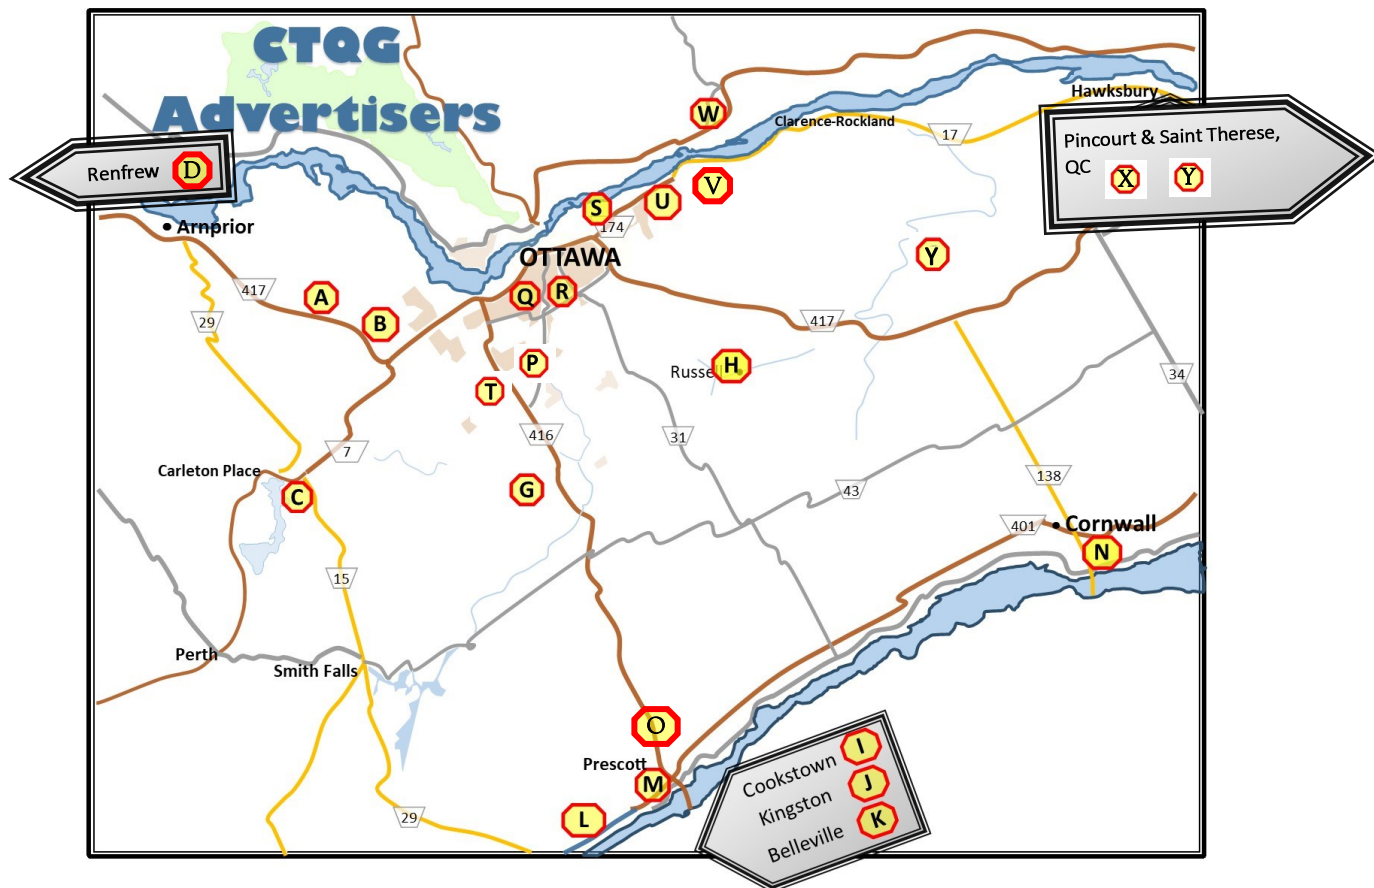 CTQG
Advertisers
W
Hawksbury
Clarence-Rockland
17
Pincourt & Saint Therese,
QC X Y
Renfrew D
V
S
U
174
Arnprior
OTTAWA
Y
417
A
Q
R
29
B
417
P
H
Russell
T
34
416
31
7
Carleton Place
138
G
43
C
401
Cornwall
N
15
Perth
Smith Falls
O
Prescott
M
Cookstown I
Kingston J
Belleville K
L
29